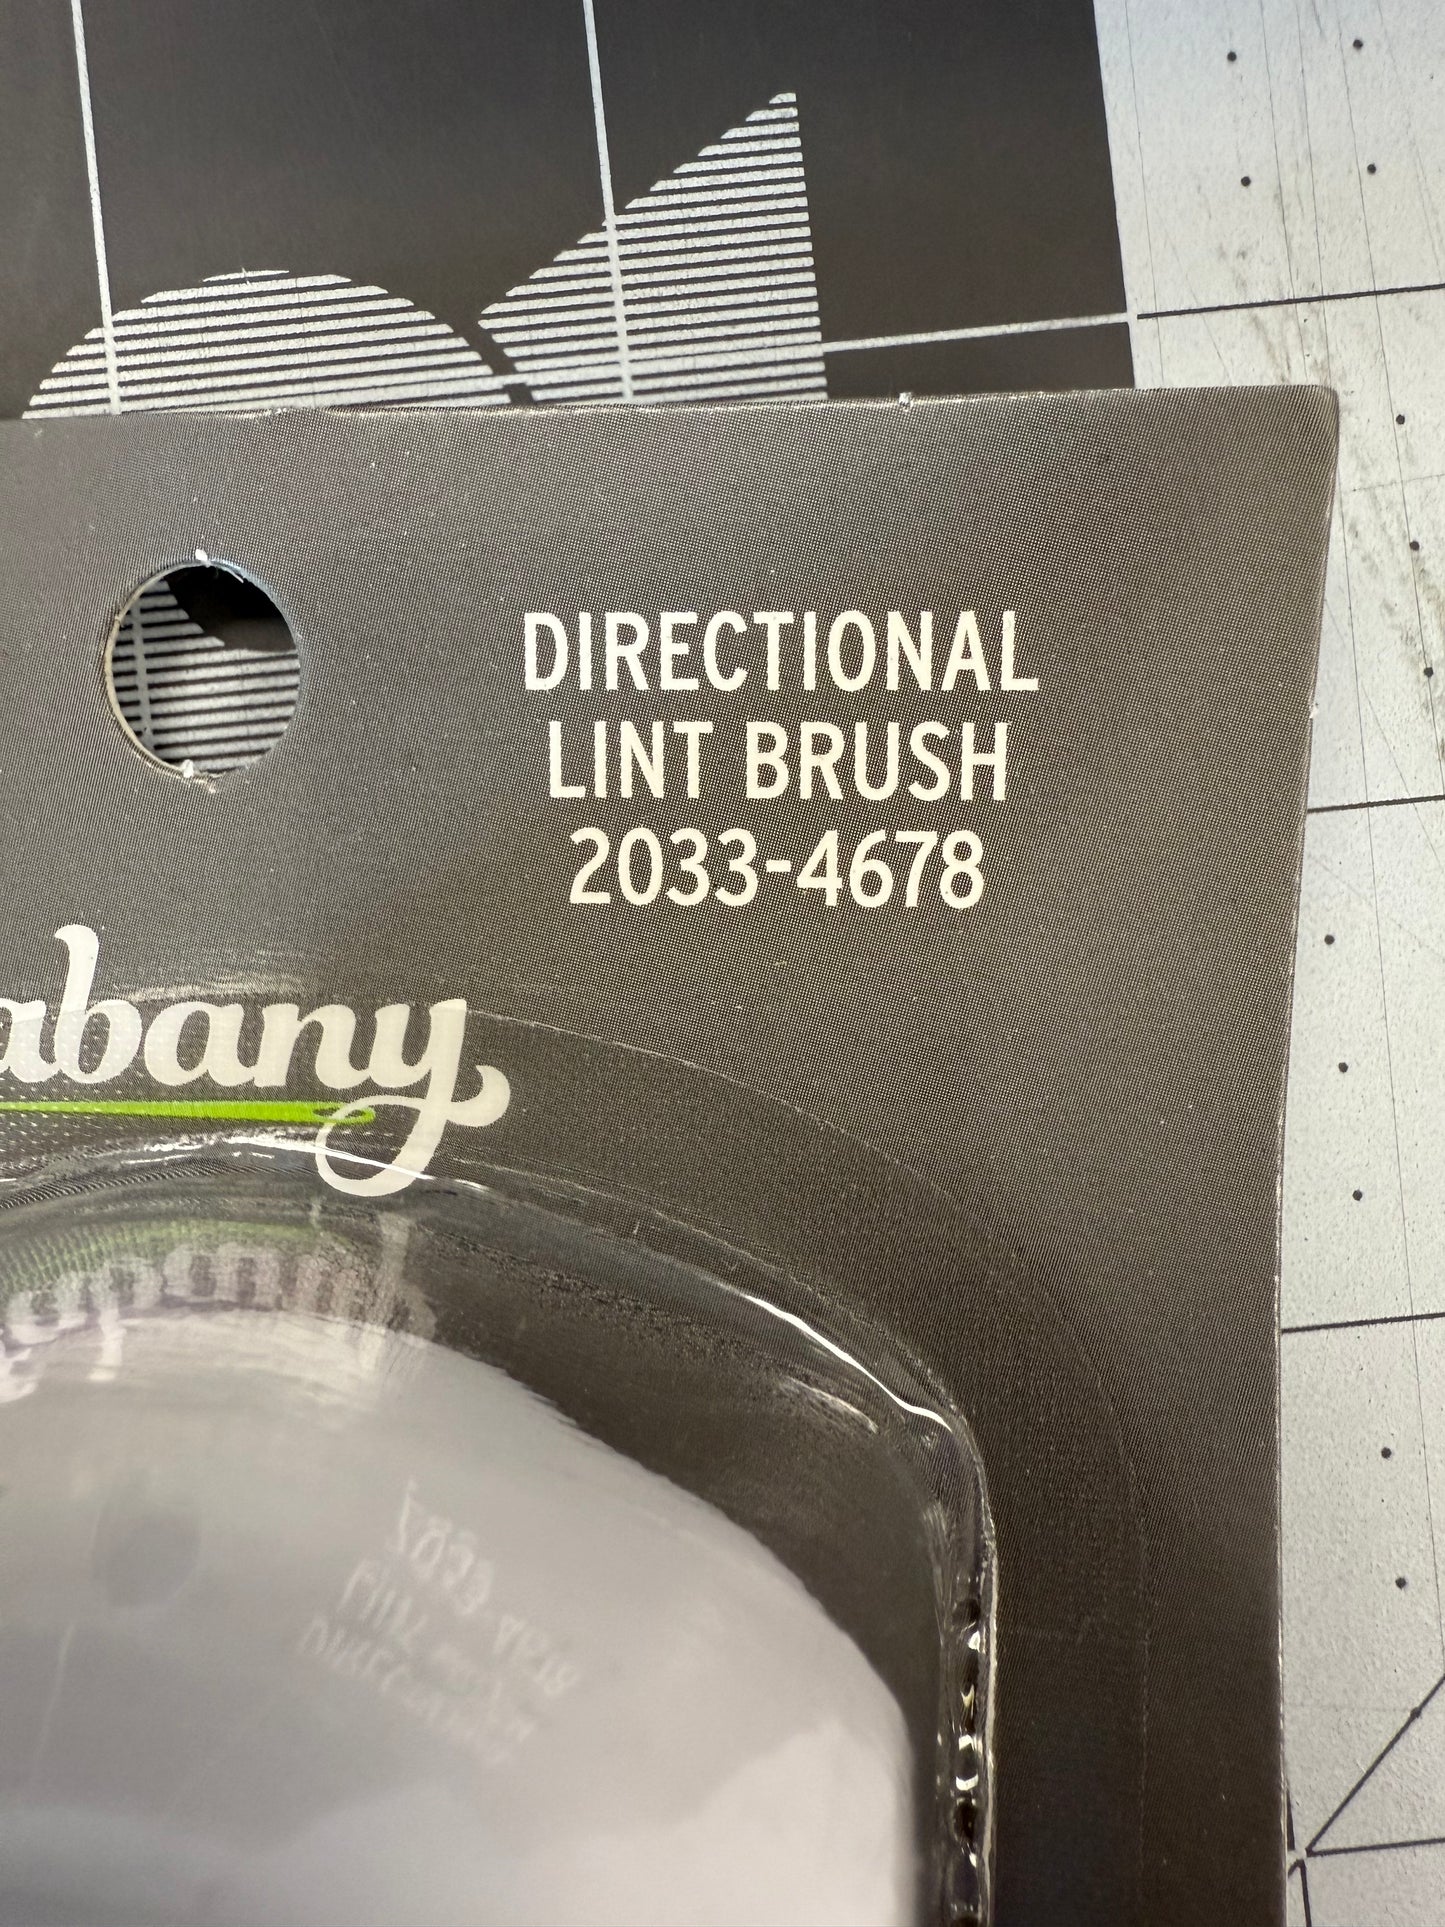 DIRECTIONAL
LINT BRUSH
2033-4678
abany